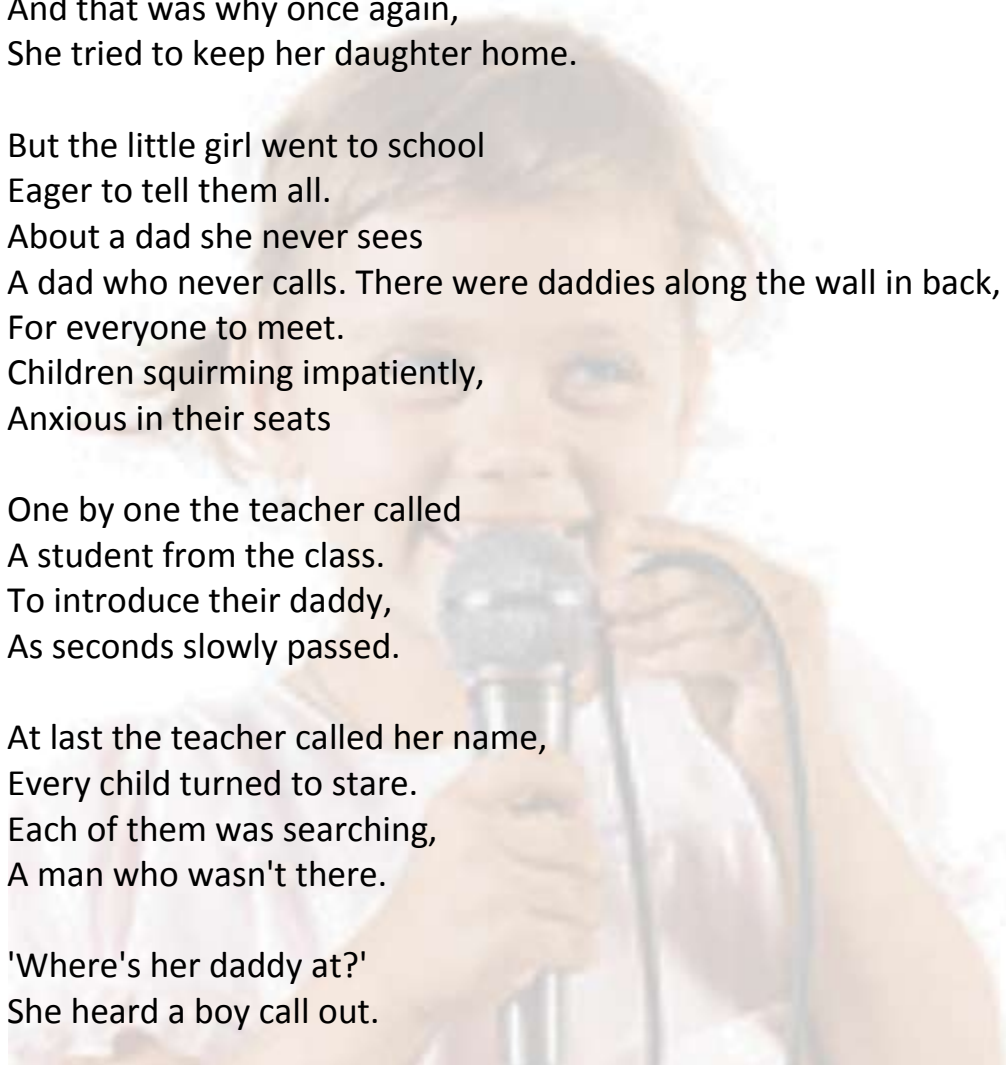 And that was why once again,
She tried to keep her daughter home.
But the little girl went to school
Eager to tell them all.
About a dad she never sees
A dad who never calls. There were daddies along the wall in back,
For everyone to meet.
Children squirming impatiently,
Anxious in their seats
One by one the teacher called
A student from the class.
To introduce their daddy,
As seconds slowly passed.
At last the teacher called her name,
Every child turned to stare.
Each of them was searching,
A man who wasn't there.
'Where's her daddy at?'
She heard a boy call out.